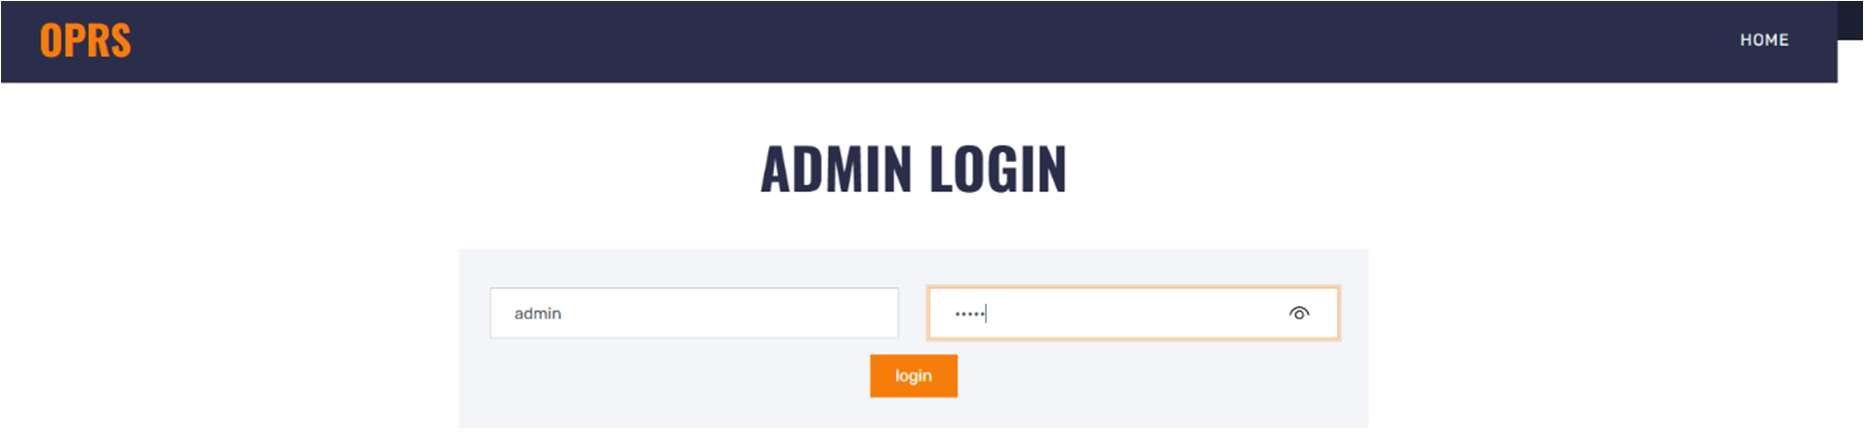 OPRS
HOME
ADMIN LOGIN
admin
•••••
login